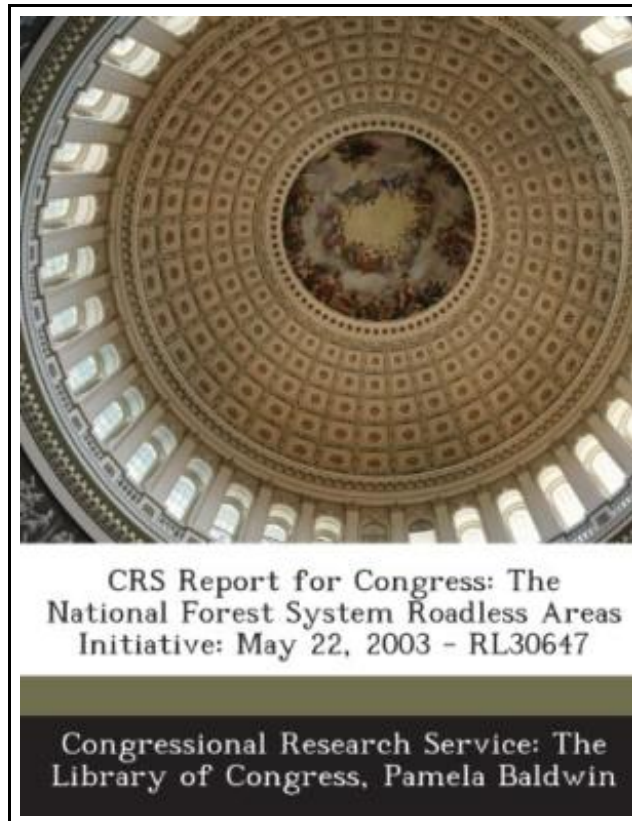 CRS Report for Congress: The
National Forest System Roadless Areas
Initiative: May 22, 2003 - RL30647
Congressional Research Service: The
Library of Congress, Pamela Baldwin